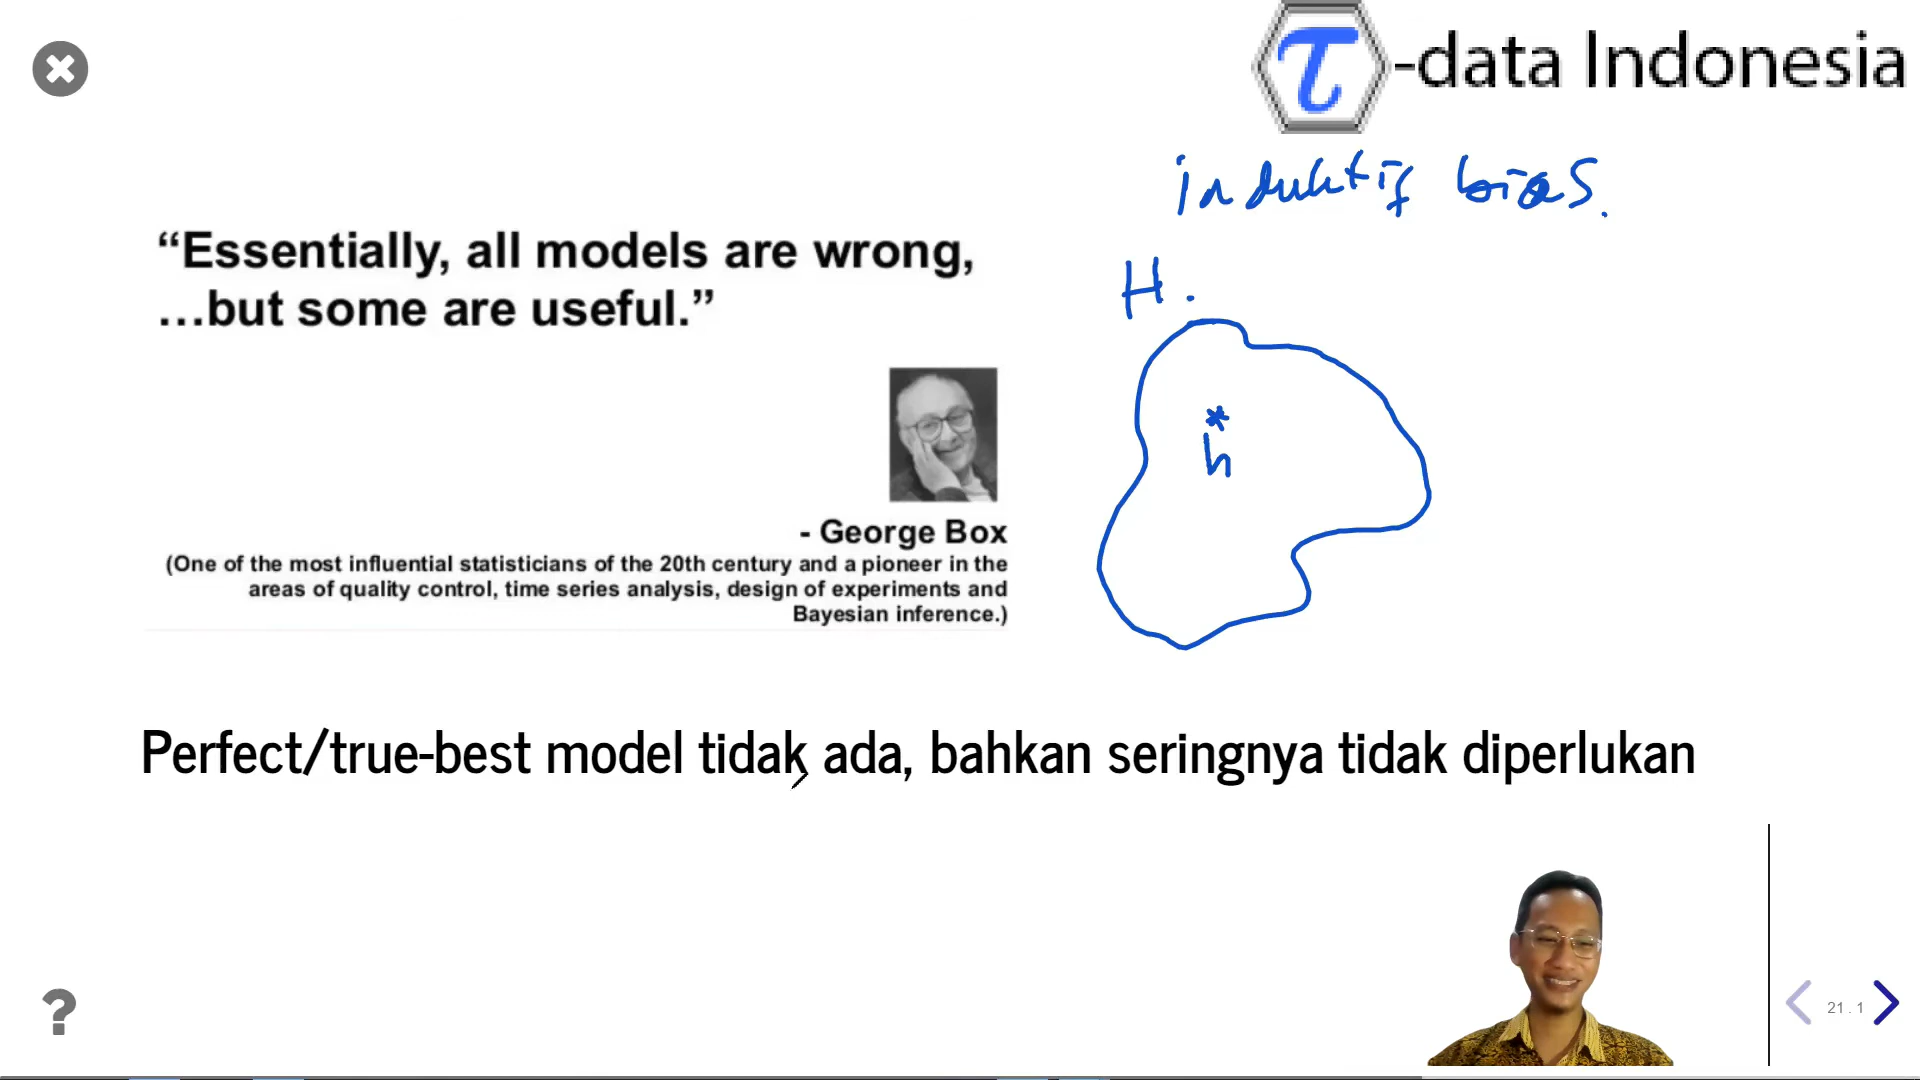 τ-data Indonesia
induktif bias.
“Essentially, all models are wrong,
…but some are useful.”
H.
*
h
- George Box
(One of the most influential statisticians of the 20th century and a pioneer in the
areas of quality control, time series analysis, design of experiments and
Bayesian inference.)
Perfect/true-best model tidak ada, bahkan seringnya tidak diperlukan
?
21.1